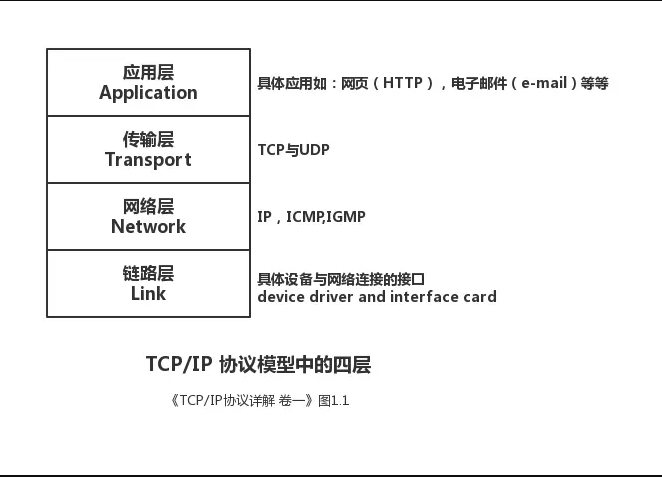 应用层
Application
具体应用如：网页（HTTP），电子邮件（e-mail）等等
传输层
Transport
TCP与UDP
网络层
Network
IP，ICMP,IGMP
链路层
Link
具体设备与网络连接的接口
device driver and interface card
TCP/IP 协议模型中的四层
《TCP/IP协议详解 卷一》图1.1